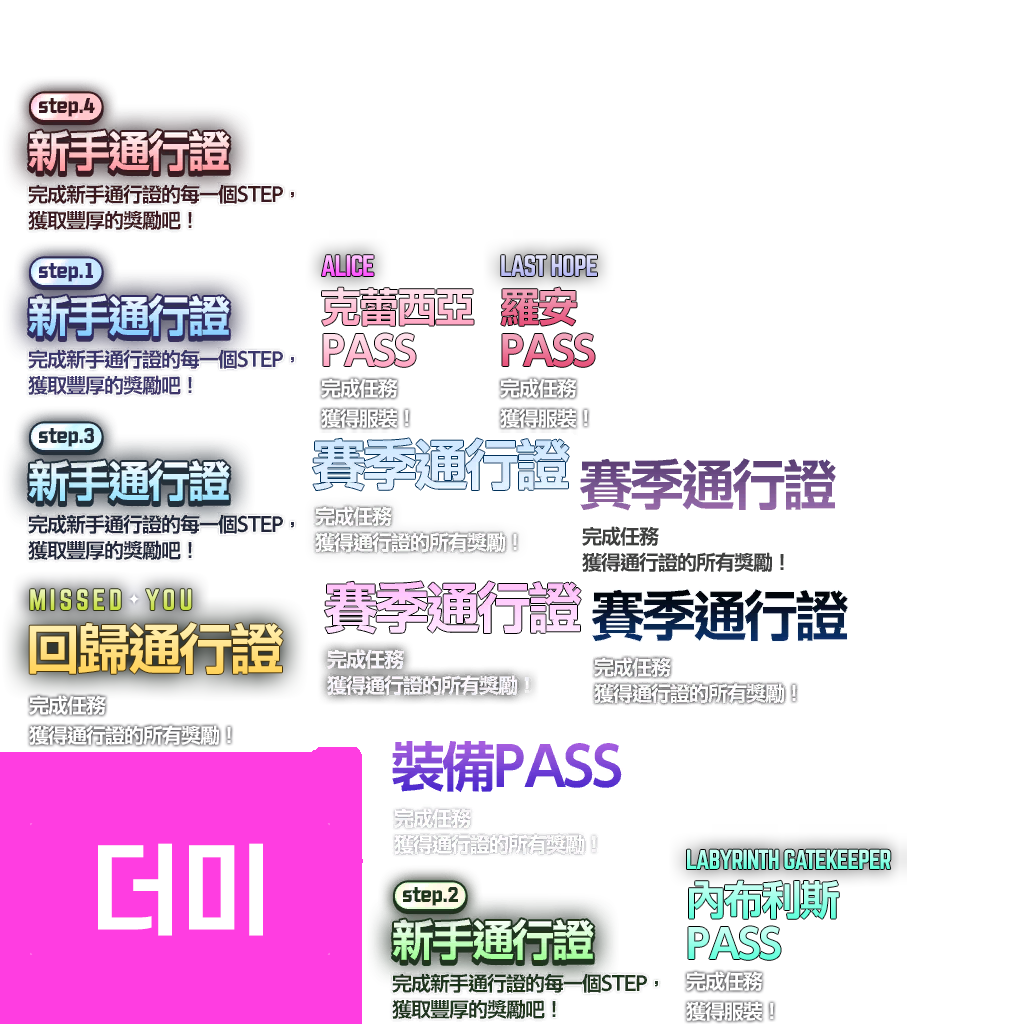 step.4
新手通行證
完成新手通行證的每一個STEP，
獲取豐厚的獎勵吧！
step.1
新手通行證
完成新手通行證的每一個STEP，
獲取豐厚的獎勵吧！
ALICE
克蕾西亞
PASS
完成任務
獲得服裝！
LAST HOPE
羅安
PASS
完成任務
獲得服裝！
step.3
新手通行證
完成新手通行證的每一個STEP，
獲取豐厚的獎勵吧！
賽季通行證
完成任務
獲得通行證的所有獎勵！
賽季通行證
完成任務
獲得通行證的所有獎勵！
MISSED YOU
回歸通行證
完成任務
獲得通行證的所有獎勵！
賽季通行證
完成任務
獲得通行證的所有獎勵！
賽季通行證
完成任務
獲得通行證的所有獎勵！
裝備PASS
完成任務
獲得通行證的所有獎勵！
더미
step.2
新手通行證
完成新手通行證的每一個STEP，
獲取豐厚的獎勵吧！
LABYRINTH GATEKEEPER
內布利斯
PASS
完成任務
獲得服裝！